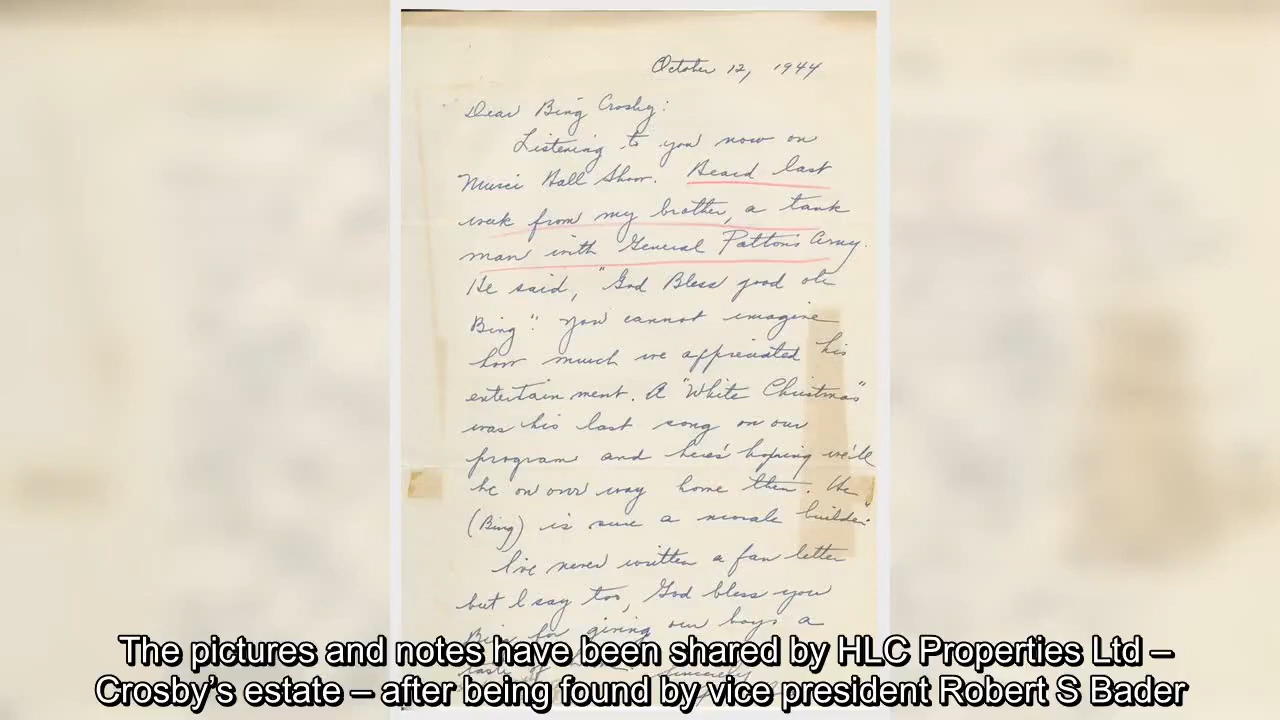 October 12, 1944
Dear Bing Crosby:
Listening to you now on
Music Hall Show. Heard last
week from my brother, a tank
man with General Patton's Army.
He said, "God Bless good ole
Bing". You cannot imagine
how much we appreciated his
entertainment. A "White Christmas"
was his last song on our
program and here's hoping we'll
be on our way home then. He
(Bing) is sure a morale builder.
I've never written a fan letter
but I say too, God bless you
Bing for giving our boys a
taste of
sincerely
The pictures and notes have been shared by HLC Properties Ltd –
Crosby's estate – after being found by vice president Robert S Bader